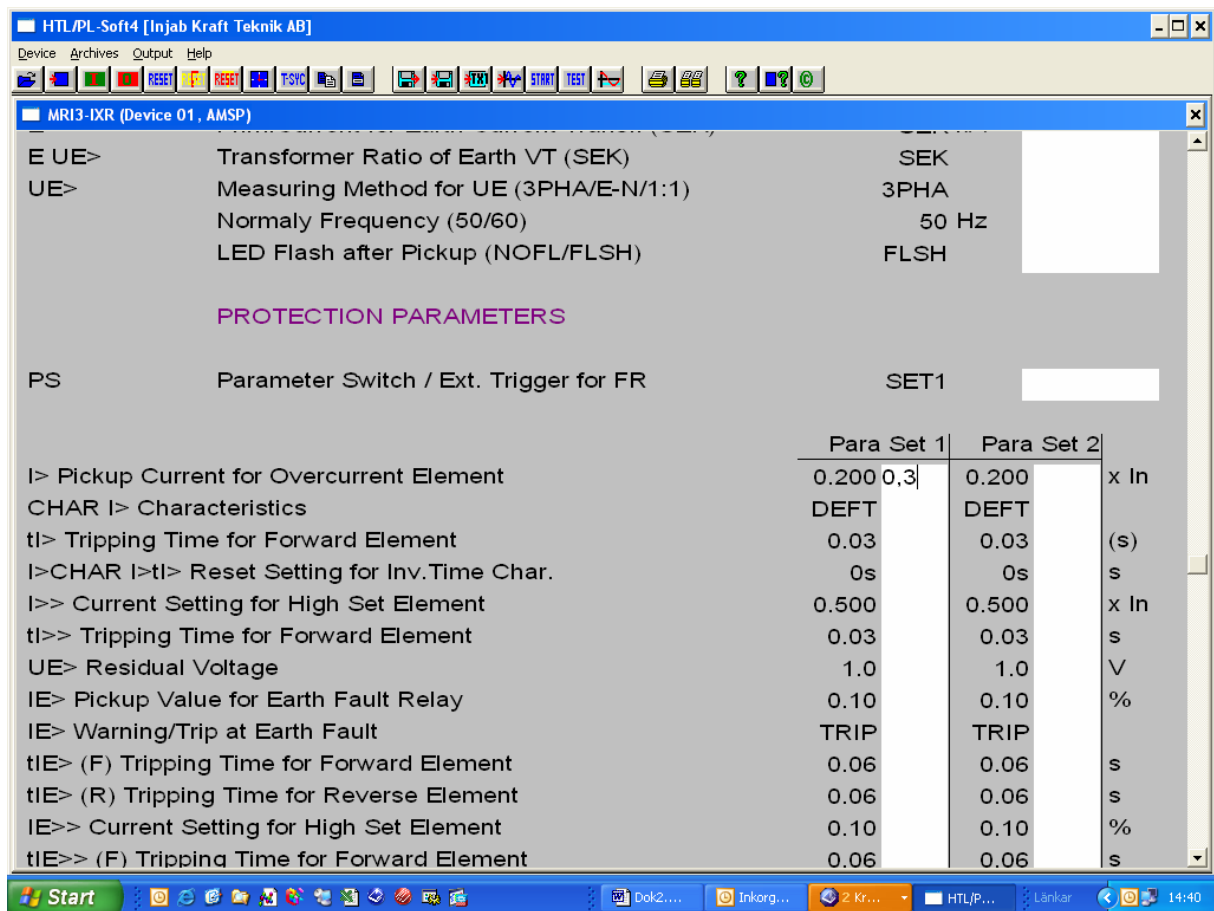 HTL/PL-Soft4 [Injab Kraft Teknik AB]
Device Archives Output Help
RESET RESET T-SYC TXT START TEST
MRI3-IXR (Device 01, AMSP)
E UE> Transformer Ratio of Earth VT (SEK) SEK
UE> Measuring Method for UE (3PHA/E-N/1:1) 3PHA
Normaly Frequency (50/60) 50 Hz
LED Flash after Pickup (NOFL/FLSH) FLSH
PROTECTION PARAMETERS
PS Parameter Switch / Ext. Trigger for FR SET1
Para Set 1 Para Set 2
I> Pickup Current for Overcurrent Element 0.200 0,3 0.200 x In
CHAR I> Characteristics DEFT DEFT
tI> Tripping Time for Forward Element 0.03 0.03 (s)
I>CHAR I>tI> Reset Setting for Inv.Time Char. 0s 0s s
I>> Current Setting for High Set Element 0.500 0.500 x In
tI>> Tripping Time for Forward Element 0.03 0.03 s
UE> Residual Voltage 1.0 1.0 V
IE> Pickup Value for Earth Fault Relay 0.10 0.10 %
IE> Warning/Trip at Earth Fault TRIP TRIP
tIE> (F) Tripping Time for Forward Element 0.06 0.06 s
tIE> (R) Tripping Time for Reverse Element 0.06 0.06 s
IE>> Current Setting for High Set Element 0.10 0.10 %
tIE>> (F) Tripping Time for Forward Element 0.06 0.06 s
Start Dok2.... Inkorg... 2 Kr... HTL/P... Länkar 14:40